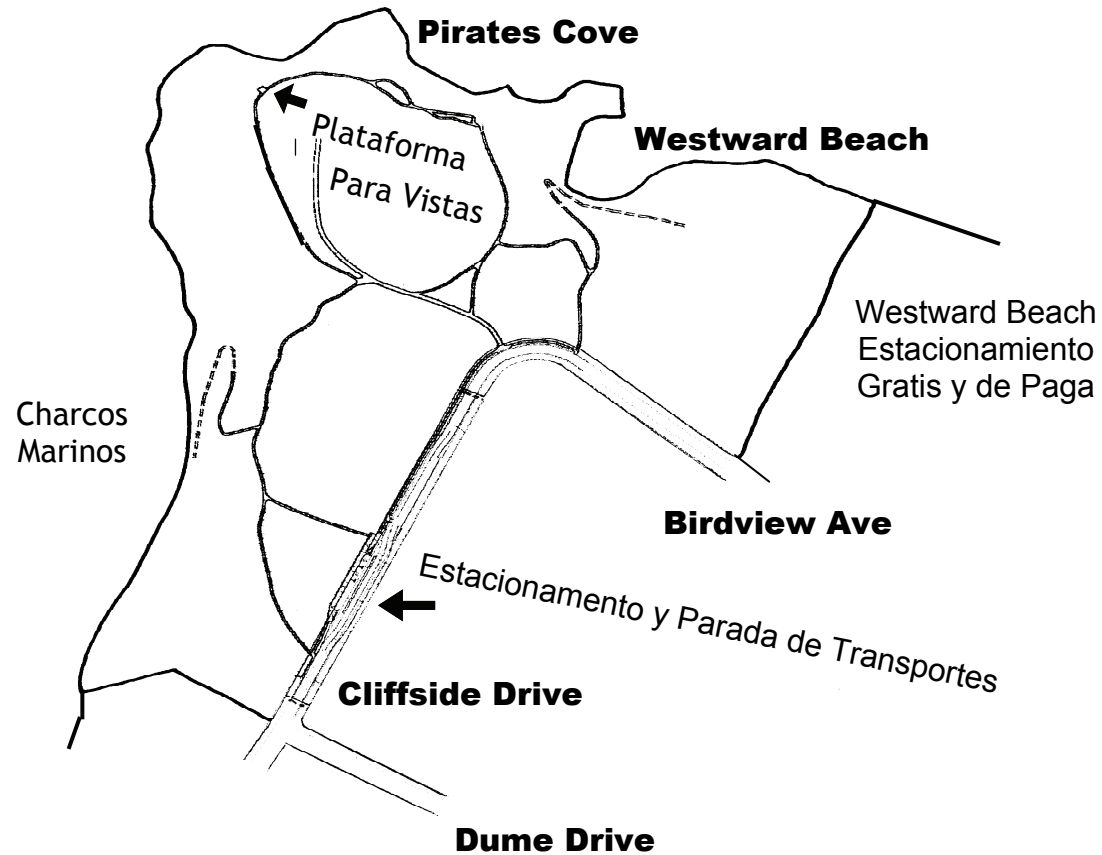 Pirates Cove
Plataforma
Para Vistas
Westward Beach
Westward Beach
Estacionamiento
Gratis y de Paga
Charcos
Marinos
Birdview Ave
Estacionamento y Parada de Transportes
Cliffside Drive
Dume Drive